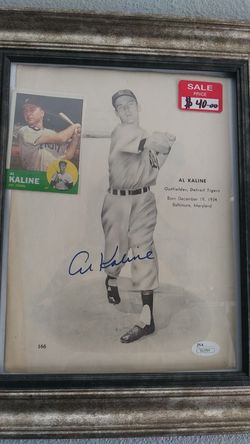 SALE
PRICE
$ 40.00
AL
KALINE
AL KALINE
Outfielder, Detroit Tigers
Born December 19, 1934
Baltimore, Maryland
Al Kaline
166
JSA